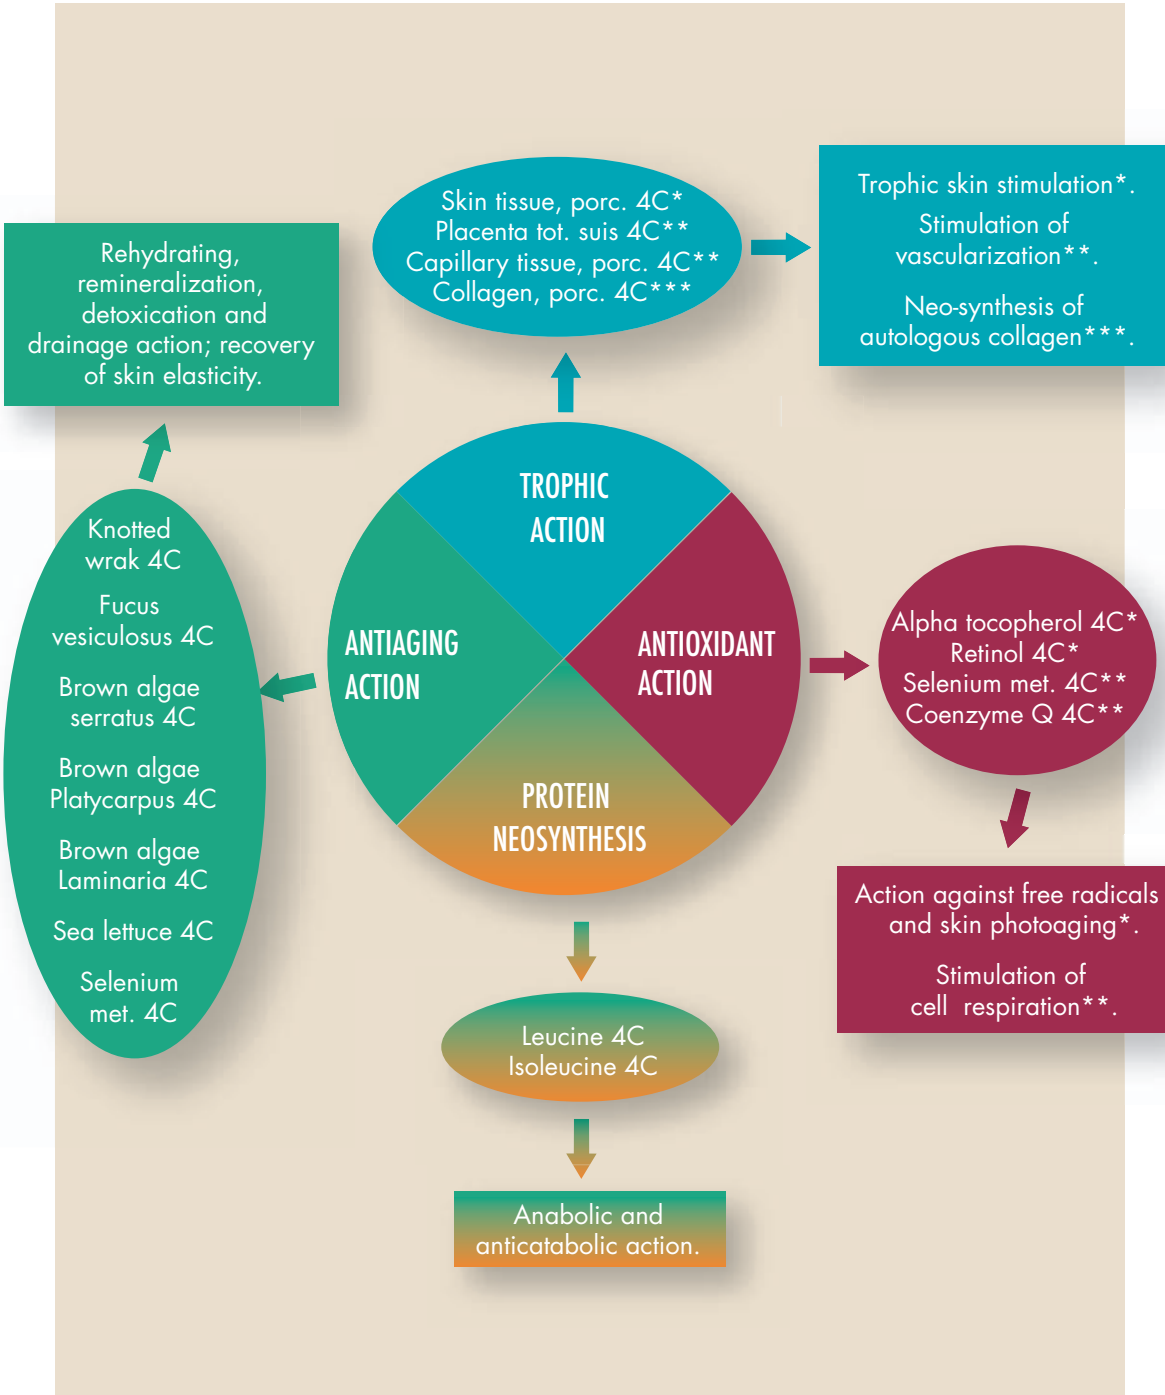 Skin tissue, porc. 4C*
Placenta tot. suis 4C**
Capillary tissue, porc. 4C**
Collagen, porc. 4C***
Trophic skin stimulation*.
Stimulation of
vascularization**.
Neo-synthesis of
autologous collagen***.
Rehydrating,
remineralization,
detoxication and
drainage action; recovery
of skin elasticity.
TROPHIC
ACTION
ANTIAGING
ACTION
ANTIOXIDANT
ACTION
PROTEIN
NEOSYNTHESIS
Knotted
wrak 4C
Fucus
vesiculosus 4C
Brown algae
serratus 4C
Brown algae
Platycarpus 4C
Brown algae
Laminaria 4C
Sea lettuce 4C
Selenium
met. 4C
Alpha tocopherol 4C*
Retinol 4C*
Selenium met. 4C**
Coenzyme Q 4C**
Action against free radicals
and skin photoaging*.
Stimulation of
cell respiration**.
Leucine 4C
Isoleucine 4C
Anabolic and
anticatabolic action.